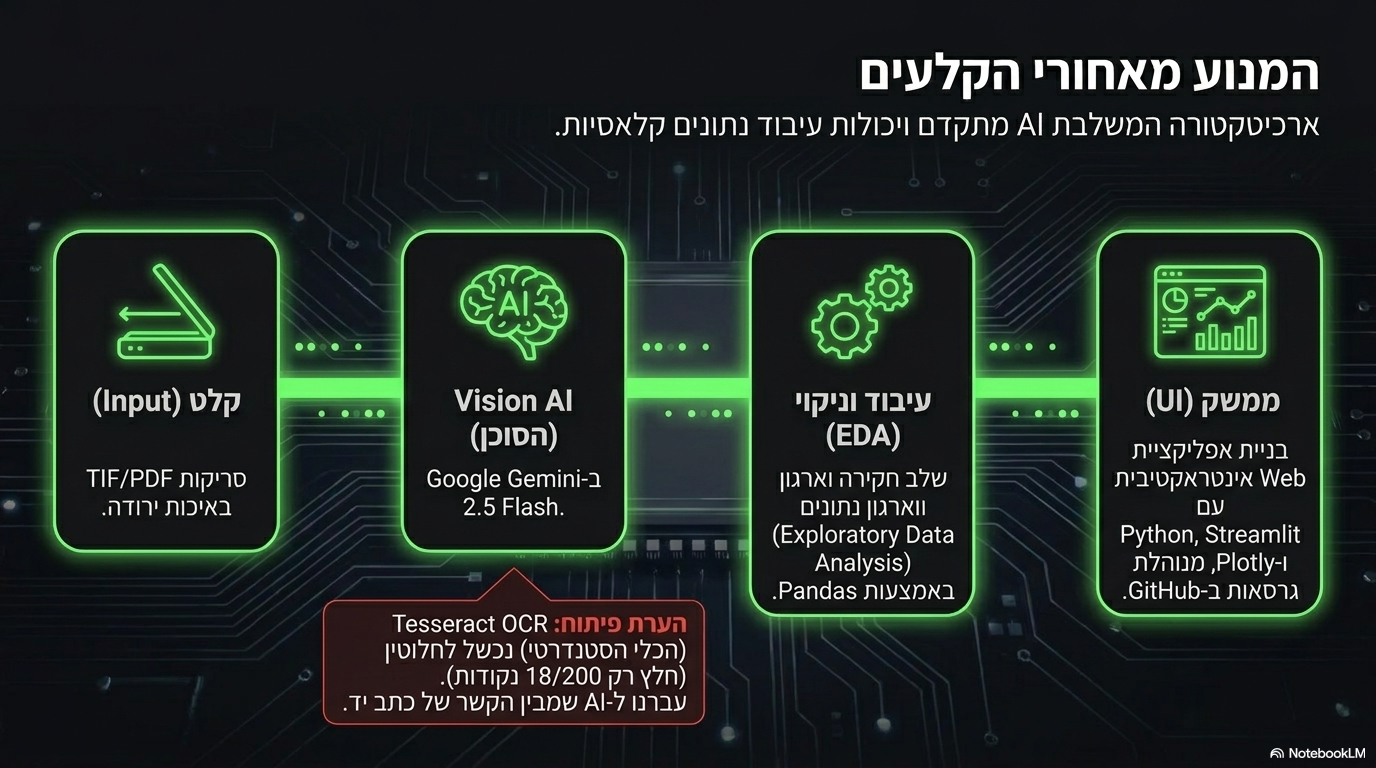 המנוע מאחורי הקלעים
ארכיטקטורה המשלבת AI מתקדם ויכולות עיבוד נתונים קלאסיות.
קלט (Input)
סריקות TIF/PDF
באיכות ירודה.
AI
Vision AI
(הסוכן)
ב-Google Gemini
2.5 Flash.
הערת פיתוח: Tesseract OCR
(הכלי הסטנדרטי) נכשל לחלוטין
(חלץ רק 18/200 נקודות).
עברנו ל-AI שמבין הקשר של כתב יד.
עיבוד וניקוי
(EDA)
שלב חקירה וארגון
ווארגון נתונים
(Exploratory Data
Analysis)
באמצעות Pandas.
ממשק (UI)
בניית אפליקציית
Web אינטראקטיבית
עם
Python, Streamlit
ו-Plotly, מנוהלת
גרסאות ב-GitHub.
NotebookLM